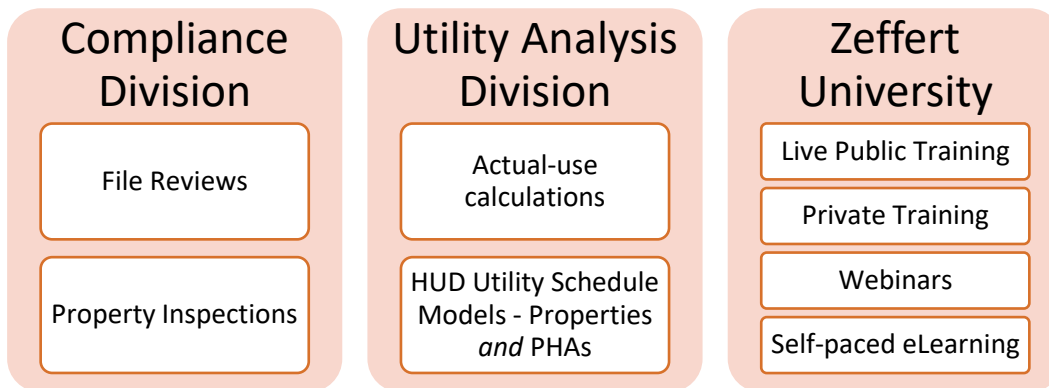 Compliance
Division
File Reviews
Property Inspections
Utility Analysis
Division
Actual-use
calculations
HUD Utility Schedule
Models - Properties
and PHAs
Zeffert
University
Live Public Training
Private Training
Webinars
Self-paced eLearning